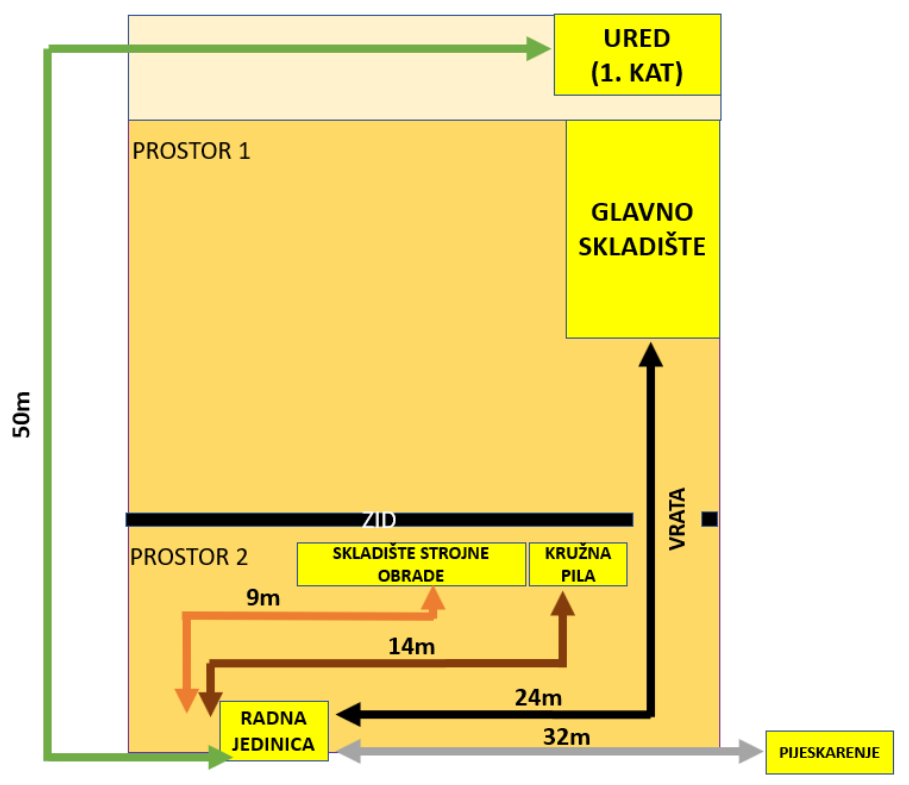 URED
(1. KAT)
PROSTOR 1
GLAVNO
SKLADIŠTE
50m
VRATA
ZID
PROSTOR 2
SKLADIŠTE STROJNE
OBRADE
KRUŽNA
PILA
9m
14m
24m
RADNA
JEDINICA
32m
PIJESKARENJE